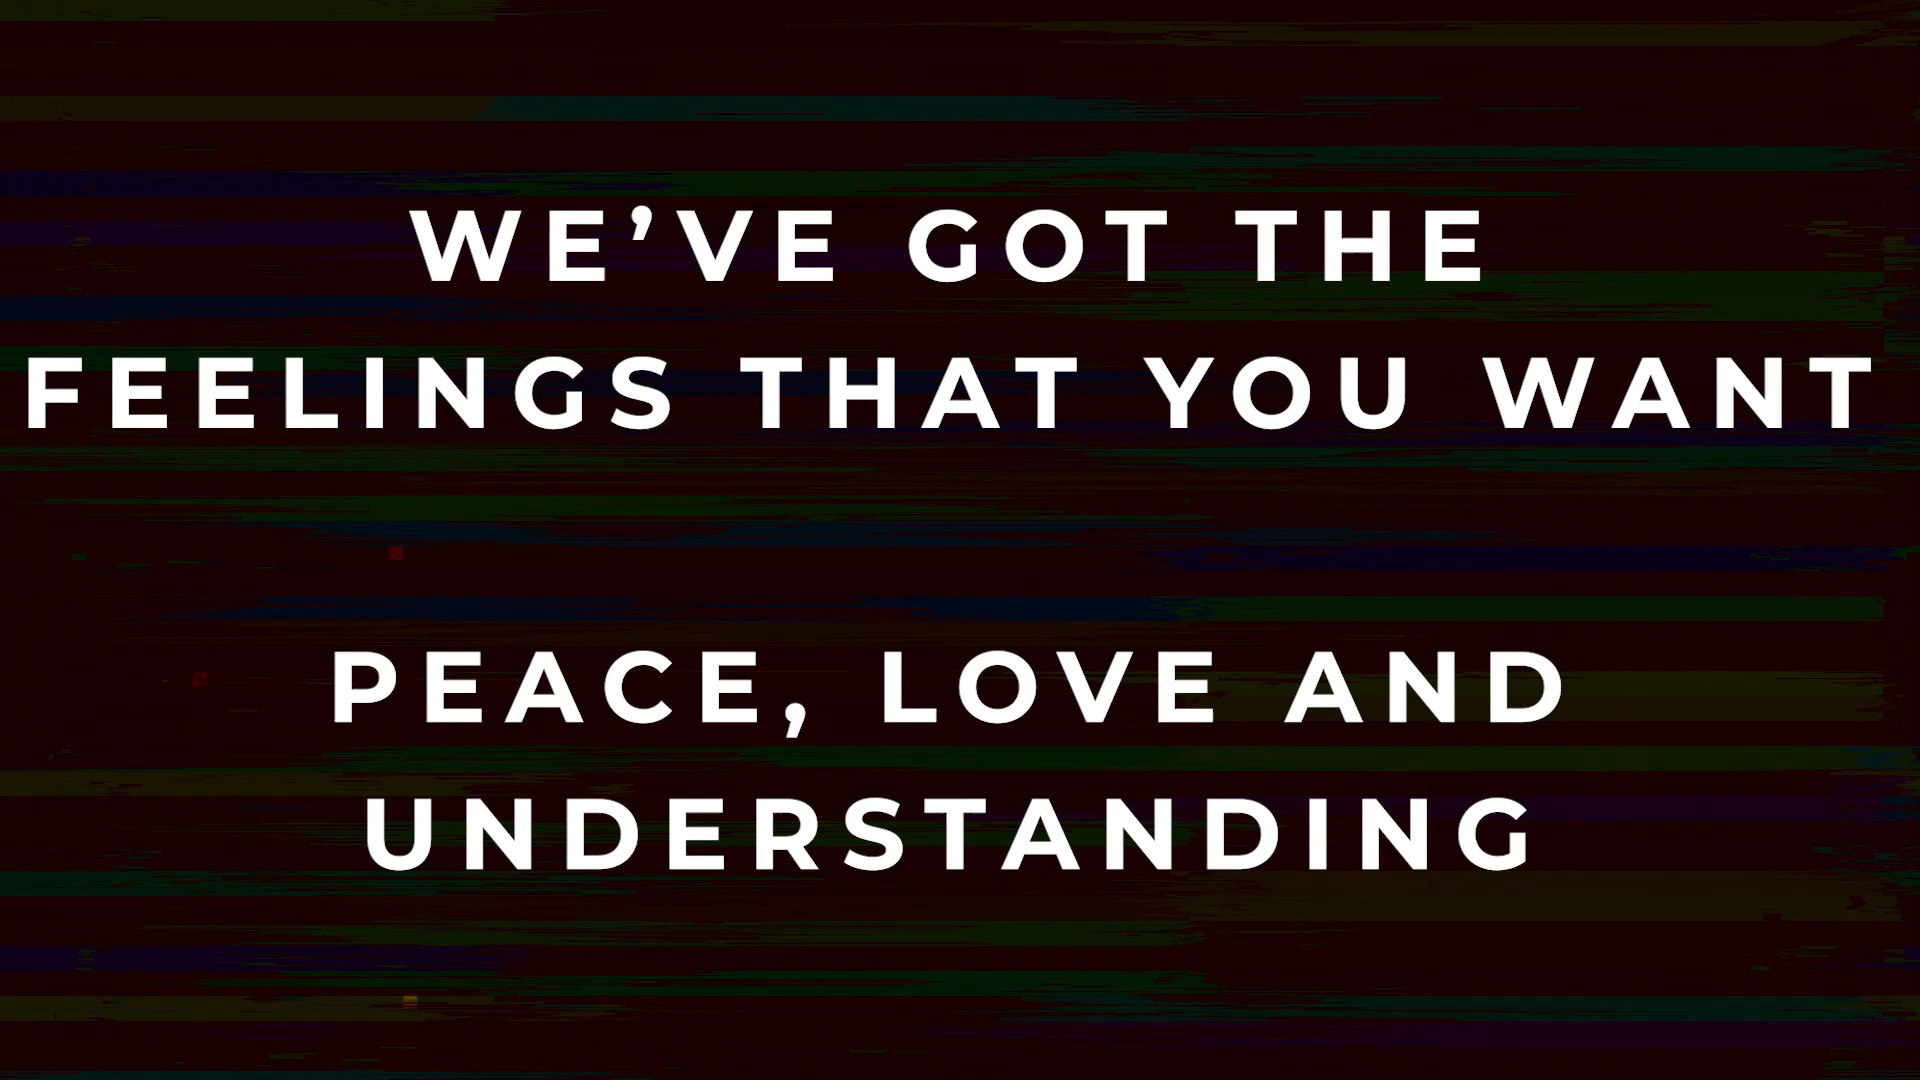 WE’VE GOT THE
FEELINGS THAT YOU WANT
PEACE, LOVE AND
UNDERSTANDING